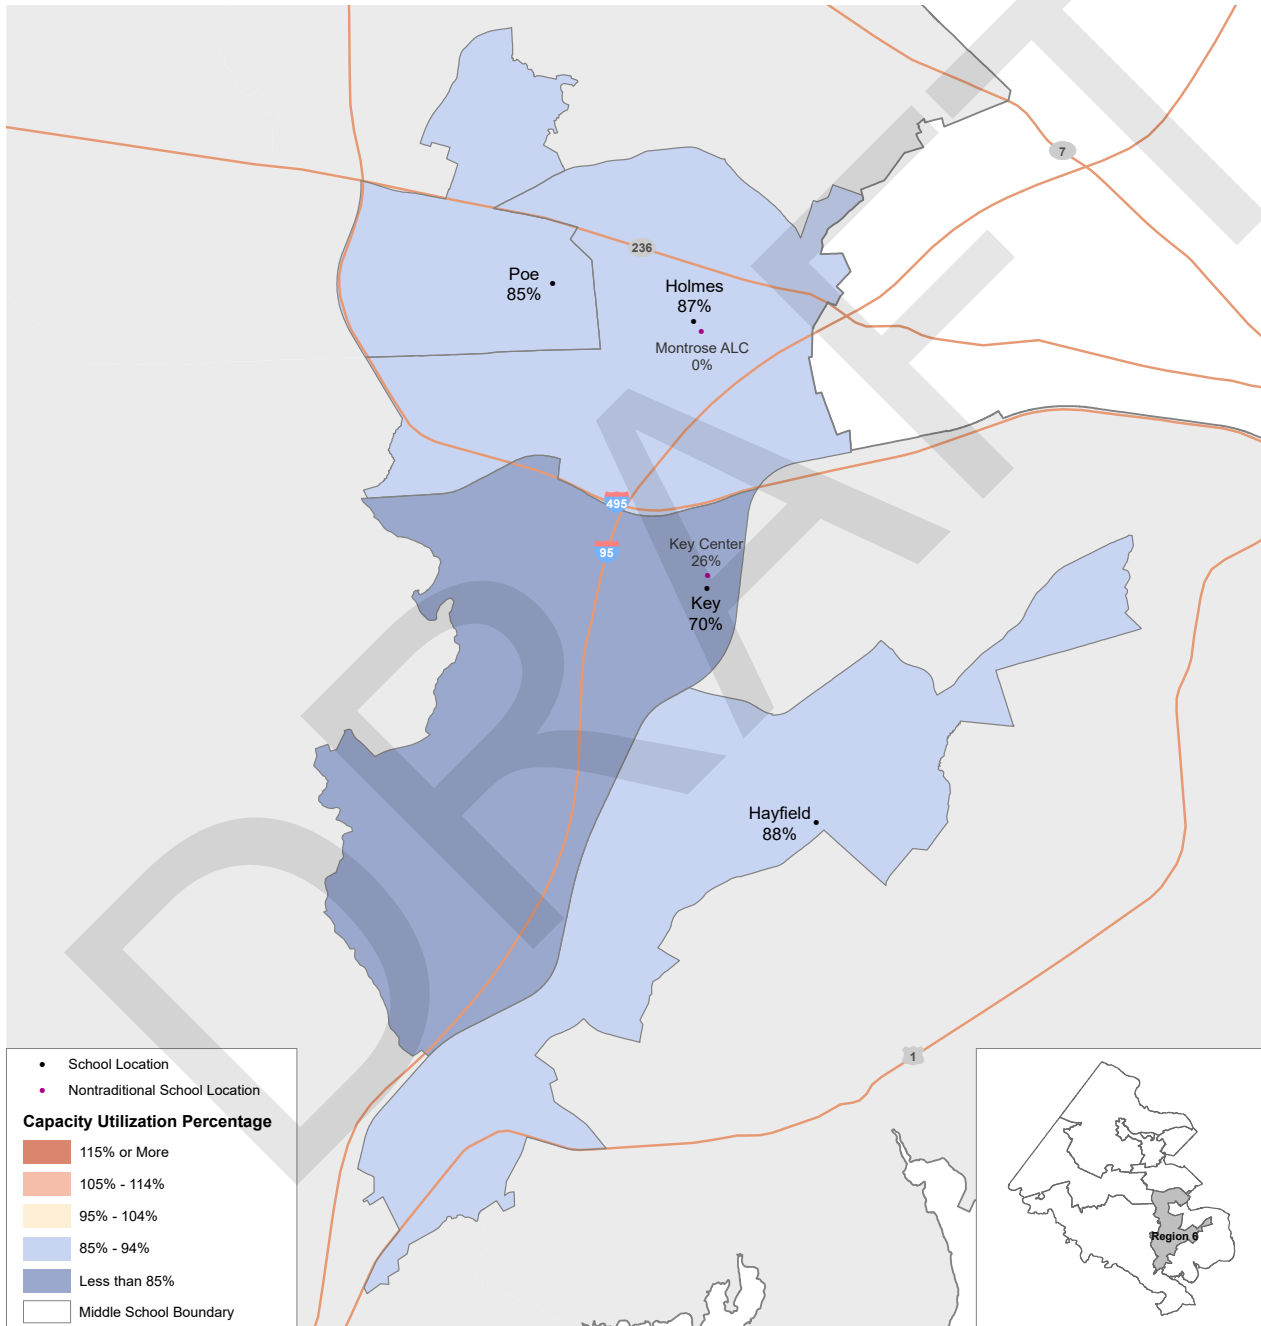 7
236
Poe
85%
Holmes
87%
Montrose ALC
0%
495
95
Key Center
26%
Key
70%
Hayfield
88%
1
DRAFT
School Location
Nontraditional School Location
Capacity Utilization Percentage
115% or More
105% - 114%
95% - 104%
85% - 94%
Less than 85%
Middle School Boundary
Region 6